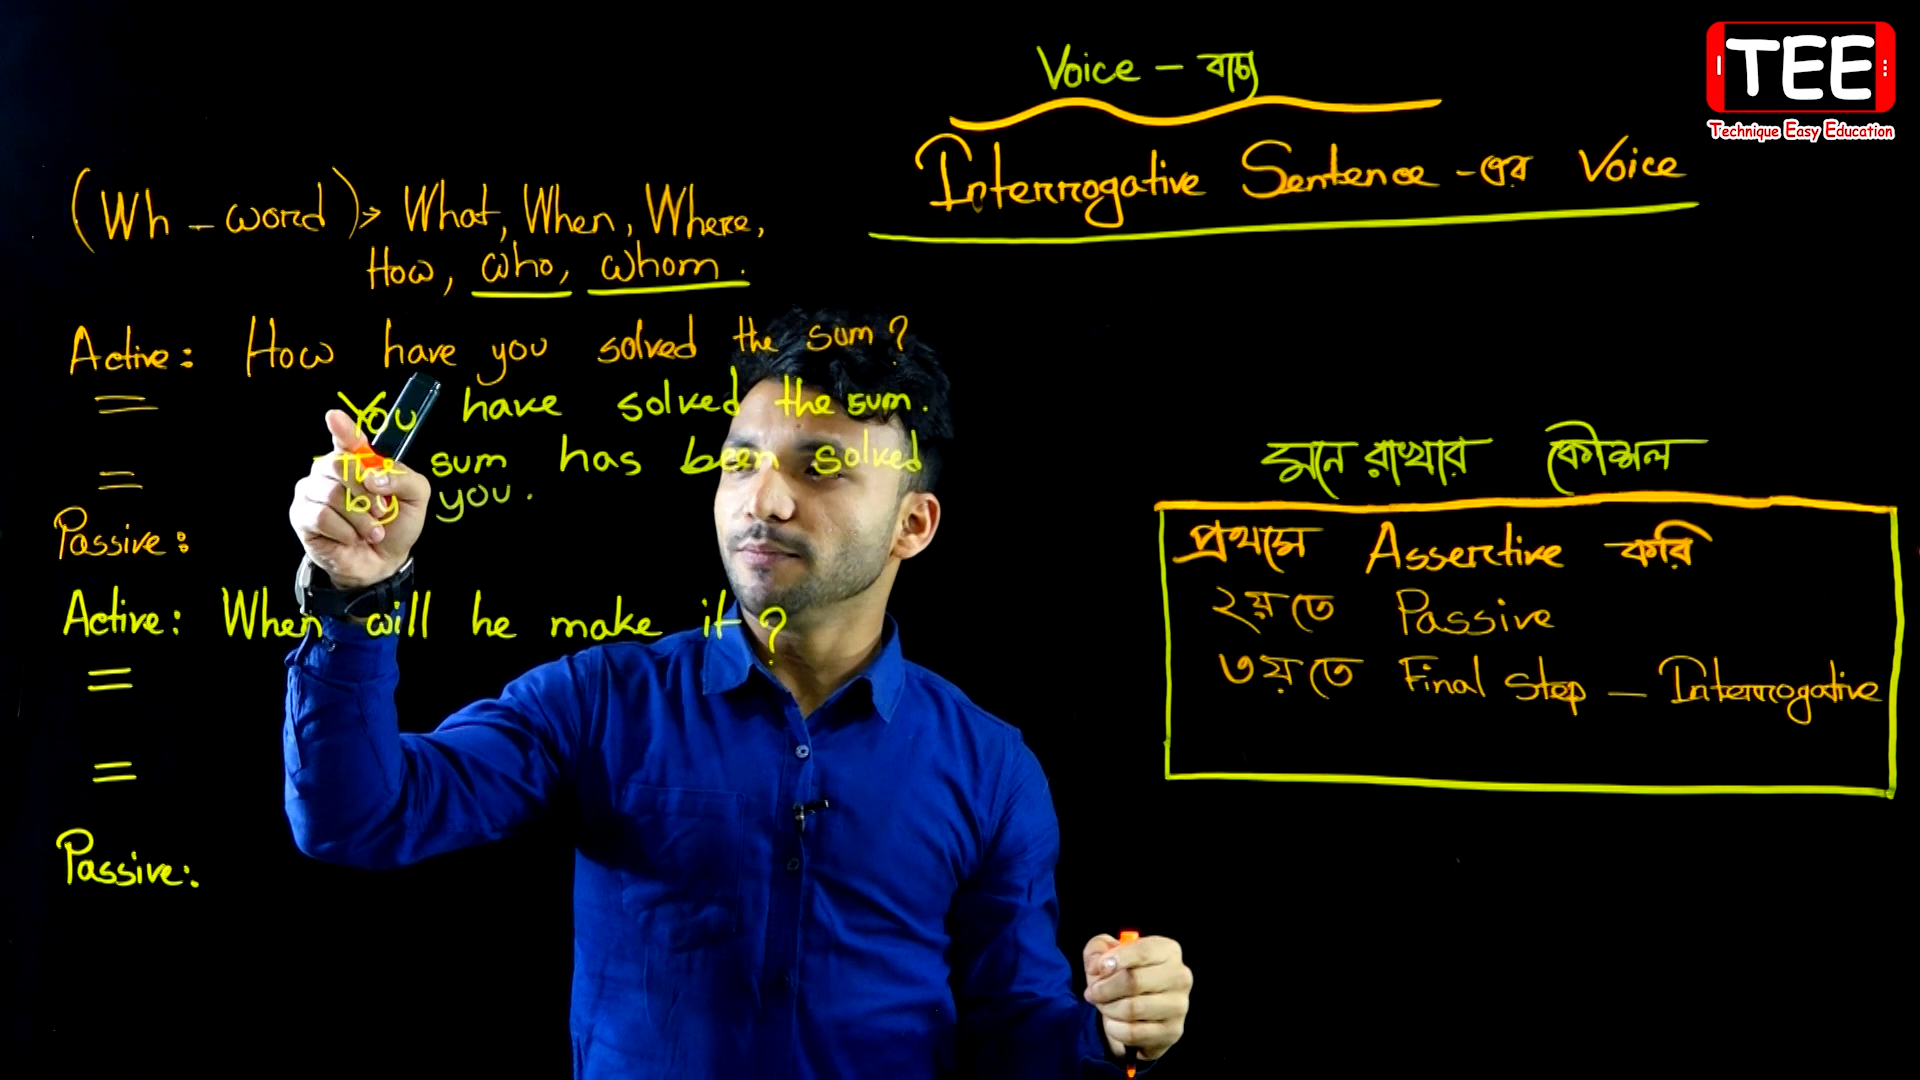 TEE
Technique Easy Education
Voice - বাচ্য
Interrogative Sentence -এর Voice
(Wh - word) → What, When, Where,
How, who, whom.
Active: How have you solved the sum?
= You have solved the sum.
= The sum has been solved
by you.
Passive:
Active: When will he make it?
=
=
Passive:
মনে রাখার কৌশল
প্রথমে Assertive করি
২য় তে Passive
৩য় তে Final Step - Interrogative